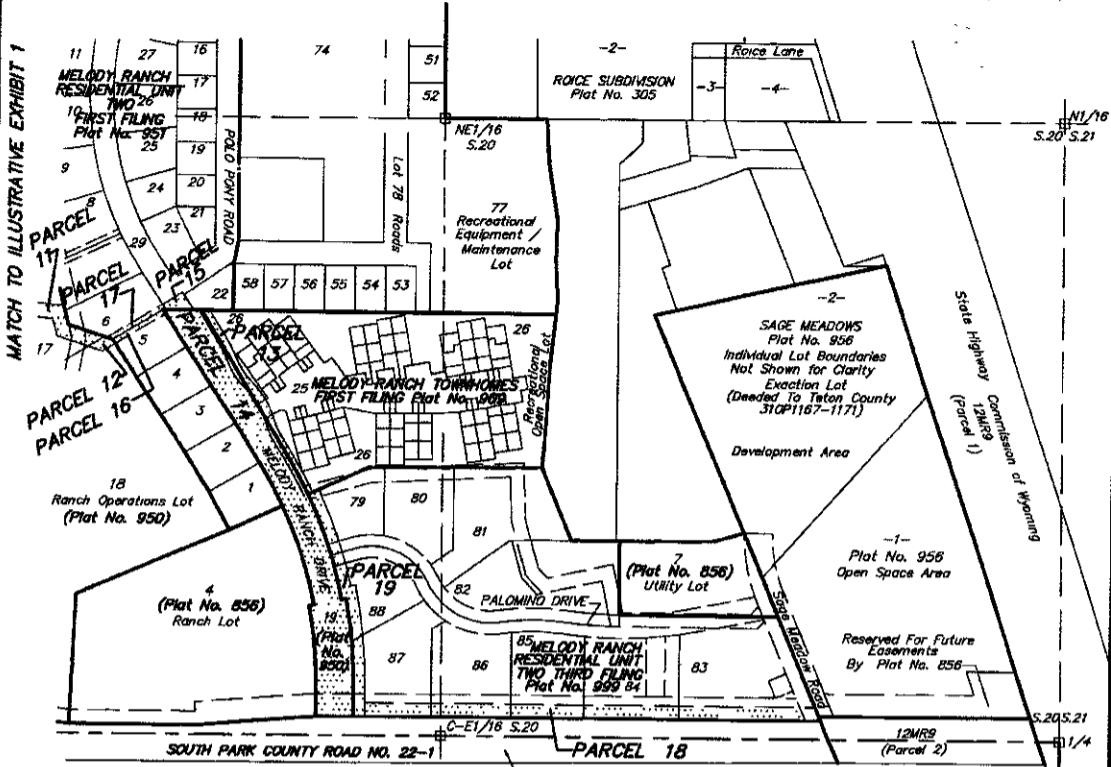 MATCH TO ILLUSTRATIVE EXHIBIT 1
11
27
16
74
51
-2-
Roice Lane
MELODY RANCH
RESIDENTIAL UNIT
TWO
FIRST FILING
Plat No. 951
17
52
ROICE SUBDIVISION
Plat No. 305
-3-
-4-
10
26
18
NE1/16
S.20
N1/16
S.20 S.21
25
19
9
24
20
POLO PONY ROAD
Lot 78 Roads
8
21
23
29
77
Recreational
Equipment /
Maintenance
Lot
PARCEL
11
PARCEL
15
PARCEL
17
22
58
57
56
55
54
53
6
5
17
26
PARCEL
13
26
PARCEL
14
Recreational
Open Space Lot
-2-
SAGE MEADOWS
Plat No. 956
Individual Lot Boundaries
Not Shown for Clarity
Exaction Lot
(Deeded To Teton County
310P1167-1171)
Development Area
State Highway Commission of Wyoming
12MR9
(Parcel 1)
PARCEL 12
PARCEL 16
4
3
2
1
25
MELODY RANCH TOWNHOMES
FIRST FILING Plat No.
26
18
Ranch Operations Lot
(Plat No. 950)
MELODY RANCH DRIVE
79
80
81
-1-
Plat No. 956
Open Space Area
4
(Plat No. 856)
Ranch Lot
PARCEL
19
82
PALOMINO DRIVE
7
(Plat No. 856)
Utility Lot
88
19
(Plat
No.
950)
Sage Meadow Road
Reserved For Future
Easements
By Plat No. 856
87
86
85
MELODY RANCH
RESIDENTIAL UNIT
TWO THIRD FILING
Plat No. 999
84
83
C-E1/16 S.20
S.20 S.21
1/4
SOUTH PARK COUNTY ROAD NO. 22-1
PARCEL 18
12MR9
(Parcel 2)